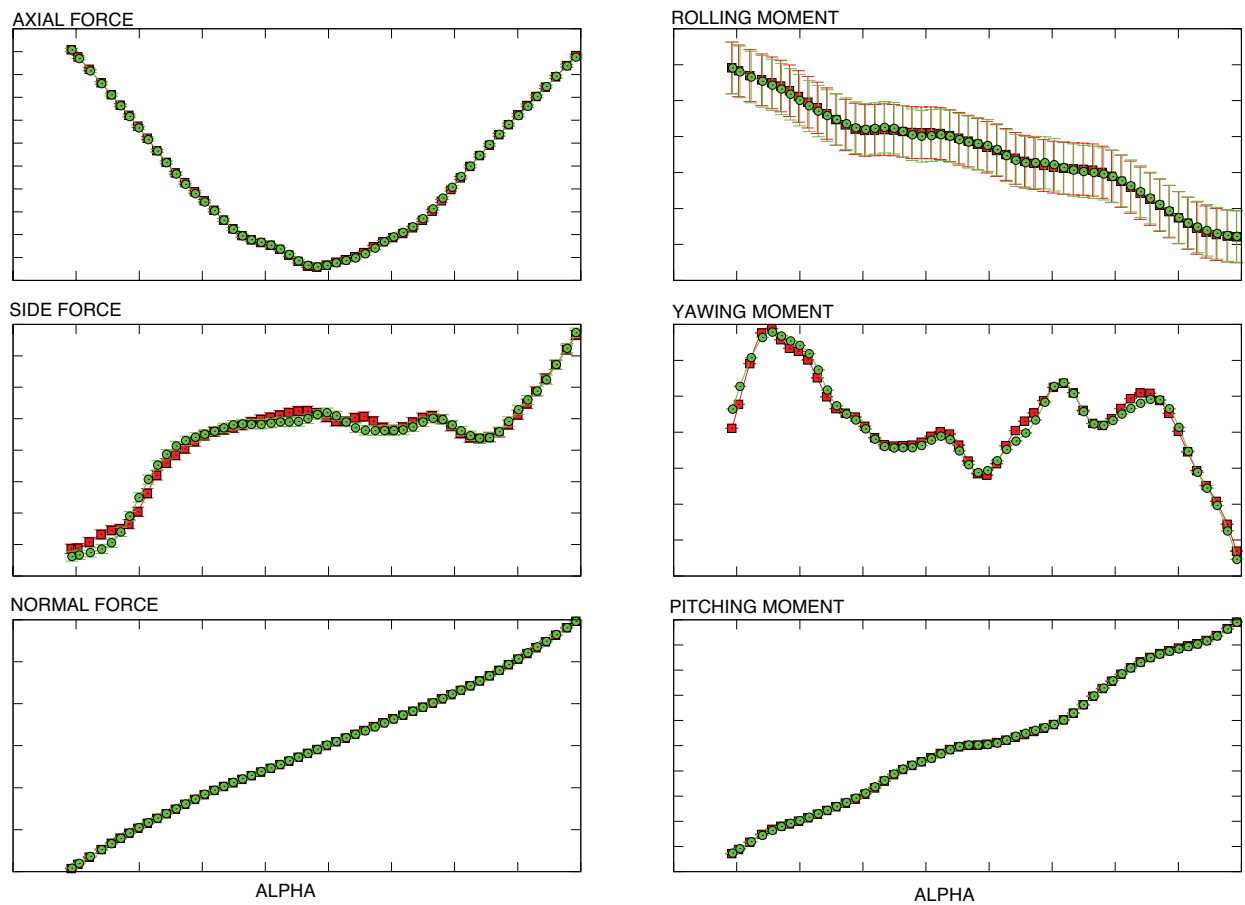 AXIAL FORCE
ROLLING MOMENT
SIDE FORCE
YAWING MOMENT
NORMAL FORCE
PITCHING MOMENT
ALPHA
ALPHA